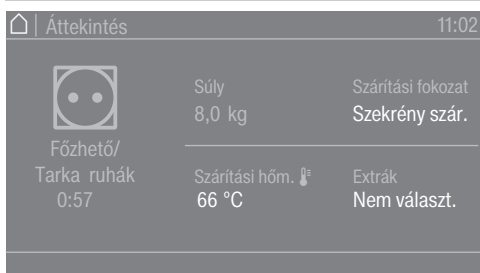 Áttekintés 11:02
Főzhető/
Tarka ruhák
0:57
Súly
8,0 kg
Szárítási fokozat
Szekrény szár.
Szárítási hőm.
66 °C
Extrák
Nem választ.